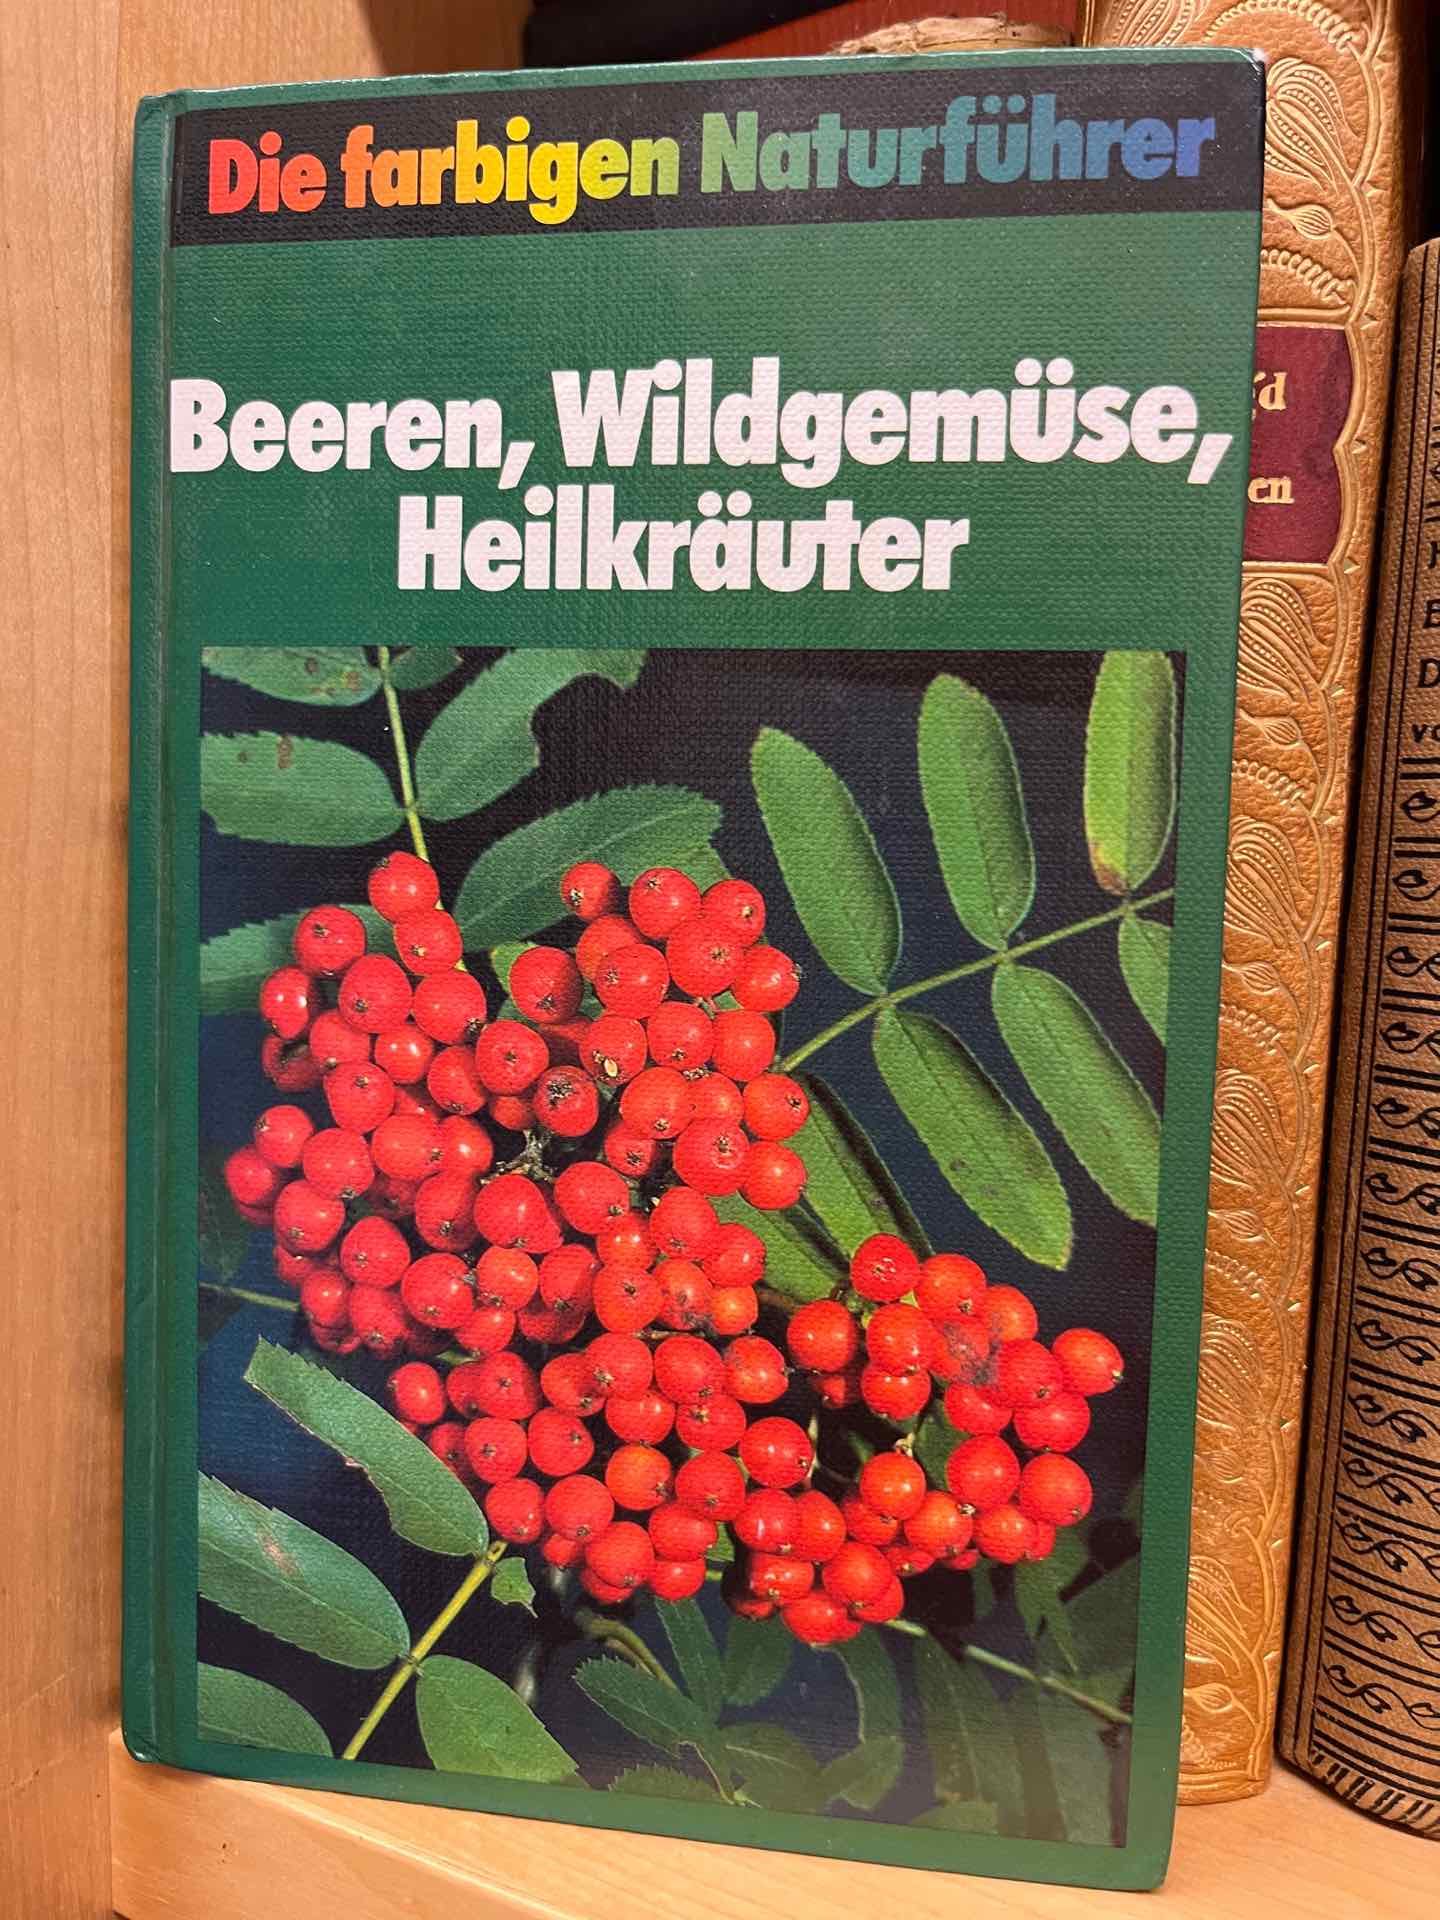 Die farbigen Naturführer
Beeren, Wildgemüse,
Heilkräuter